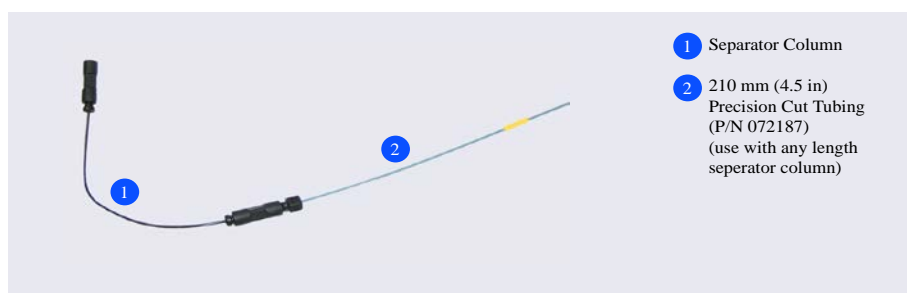 1 Separator Column
2 210 mm (4.5 in)
Precision Cut Tubing
(P/N 072187)
(use with any length
seperator column)
1
2